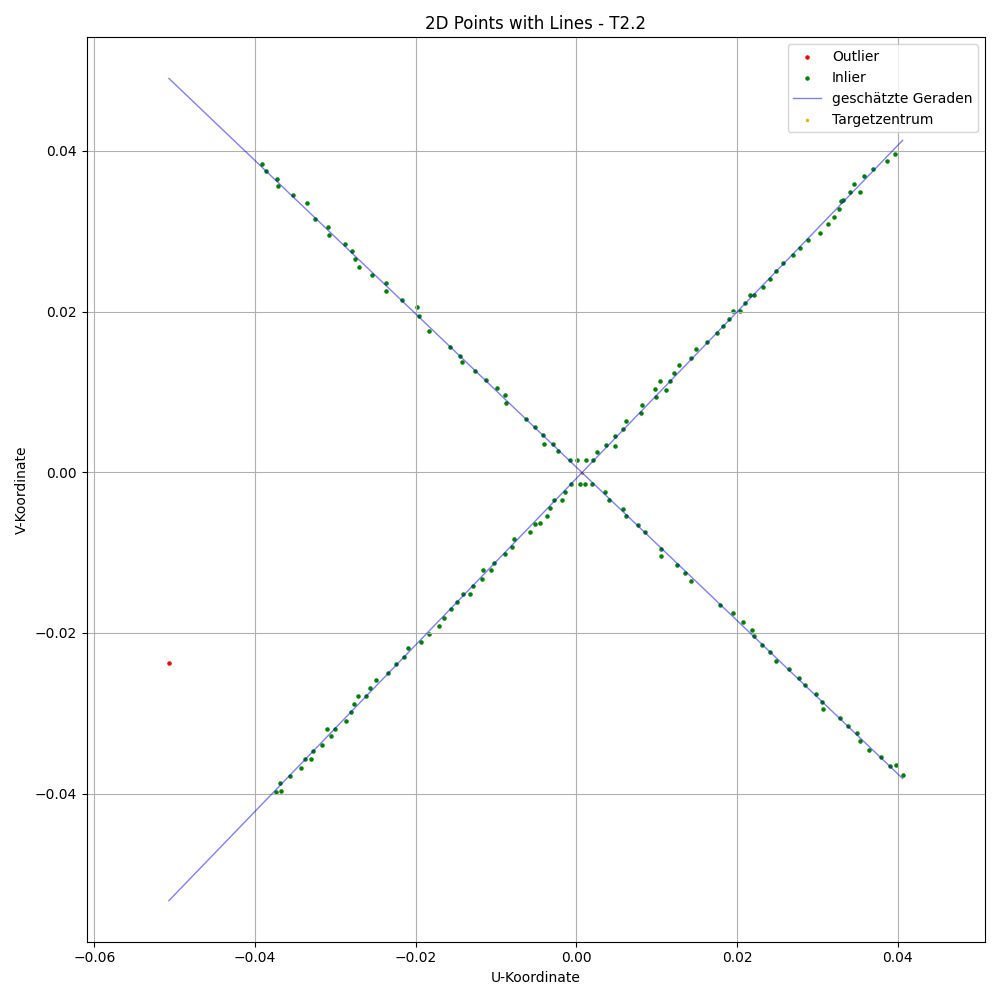 2D Points with Lines - T2.2
Outlier
Inlier
geschätzte Geraden
Targetzentrum
V-Koordinate
0.04
0.02
0.00
−0.02
−0.04
−0.06 −0.04 −0.02 0.00 0.02 0.04
U-Koordinate